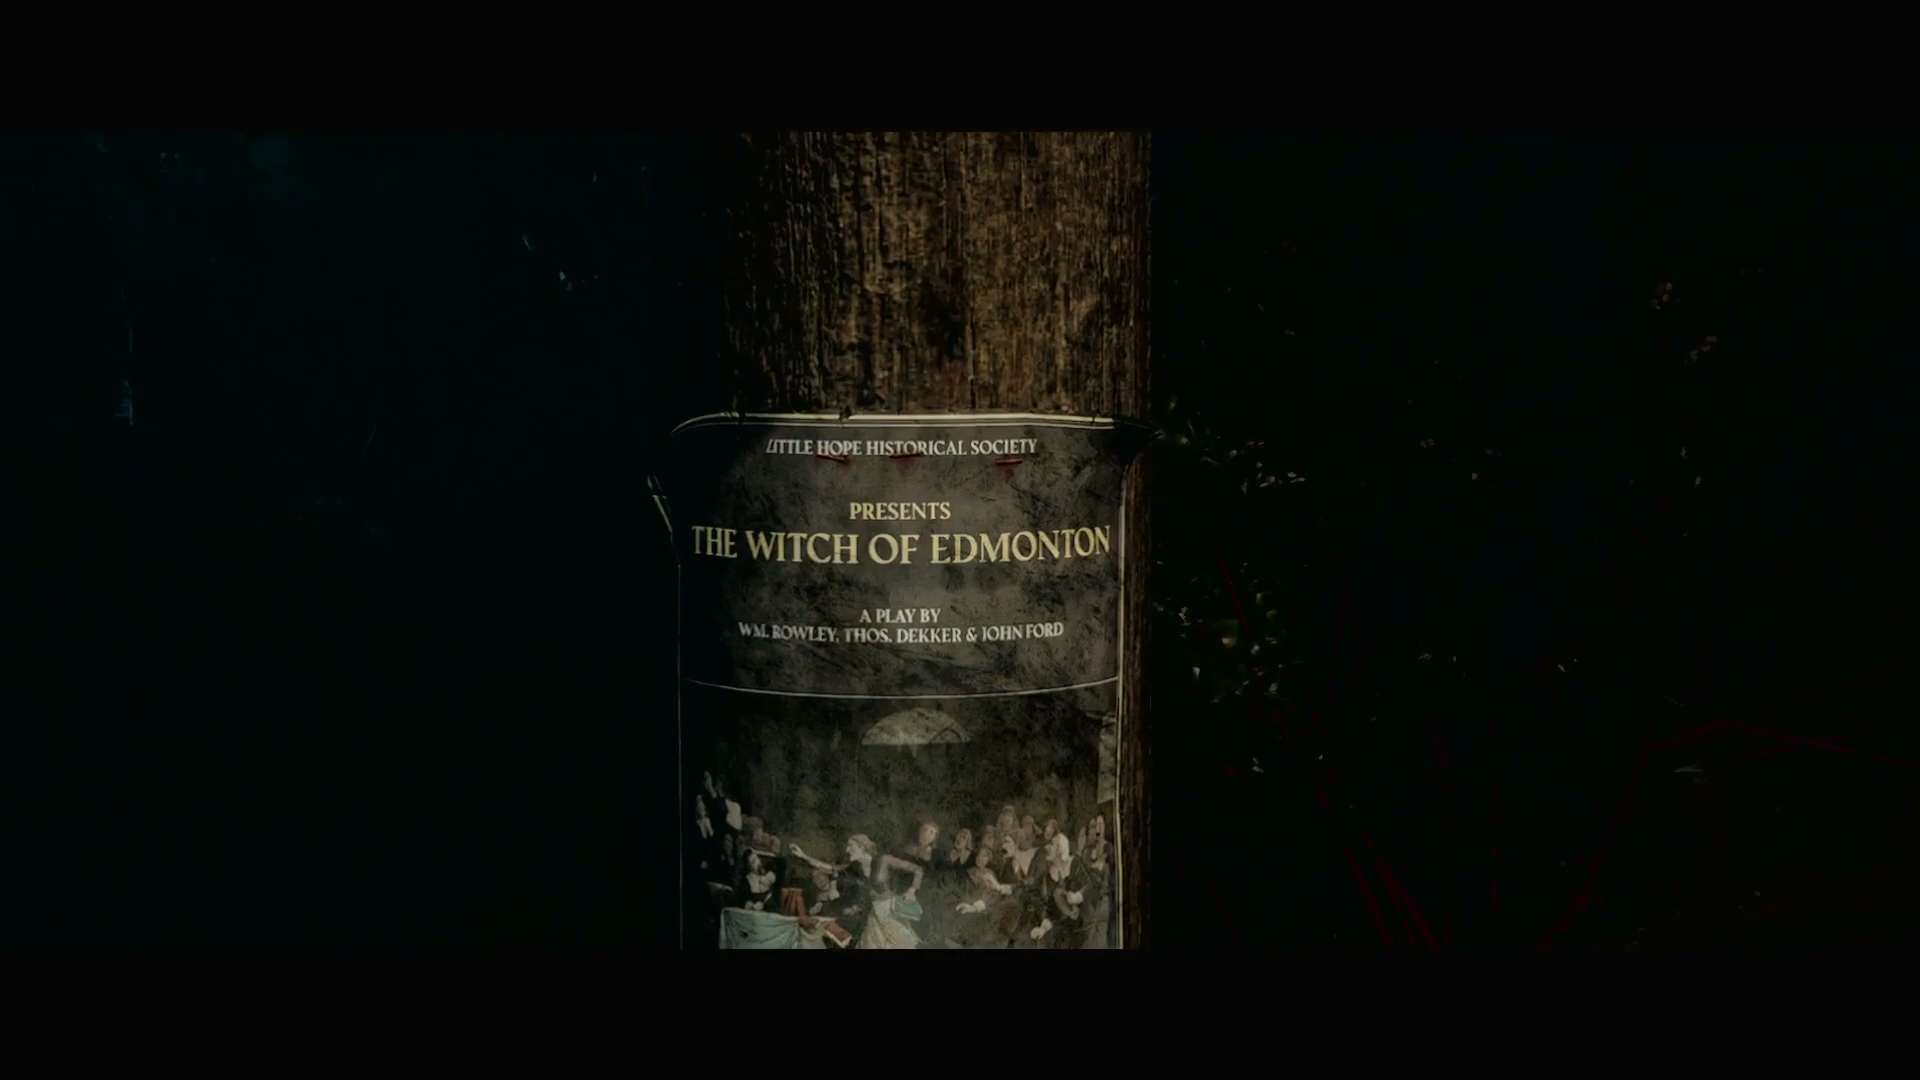 LITTLE HOPE HISTORICAL SOCIETY
PRESENTS
THE WITCH OF EDMONTON
A PLAY BY
WM. ROWLEY, THOS. DEKKER & JOHN FORD